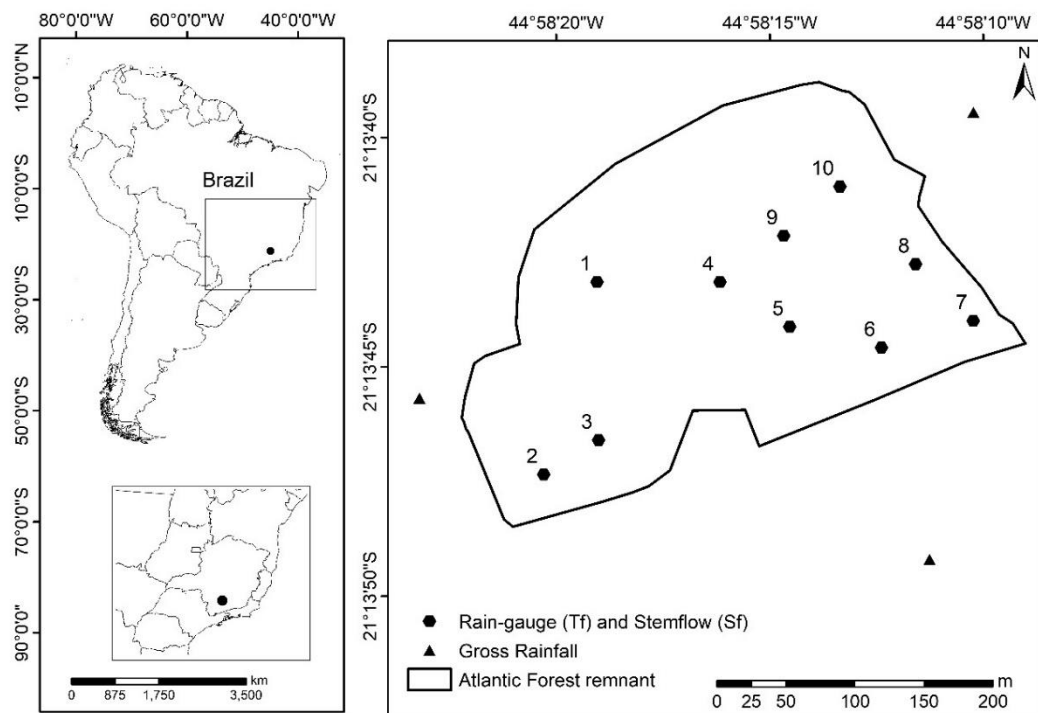 80°0'0"W 60°0'0"W 40°0'0"W
10°0'0"N
10°0'0"S
30°0'0"S
50°0'0"S
70°0'0"S
90°0'0"S
Brazil
km
0 875 1,750 3,500
44°58'20"W 44°58'15"W 44°58'10"W
N
21°13'40"S
21°13'45"S
21°13'50"S
10
9
8
1
4
5
7
6
3
2
Rain-gauge (Tf) and Stemflow (Sf)
Gross Rainfall
Atlantic Forest remnant
m
0 25 50 100 150 200